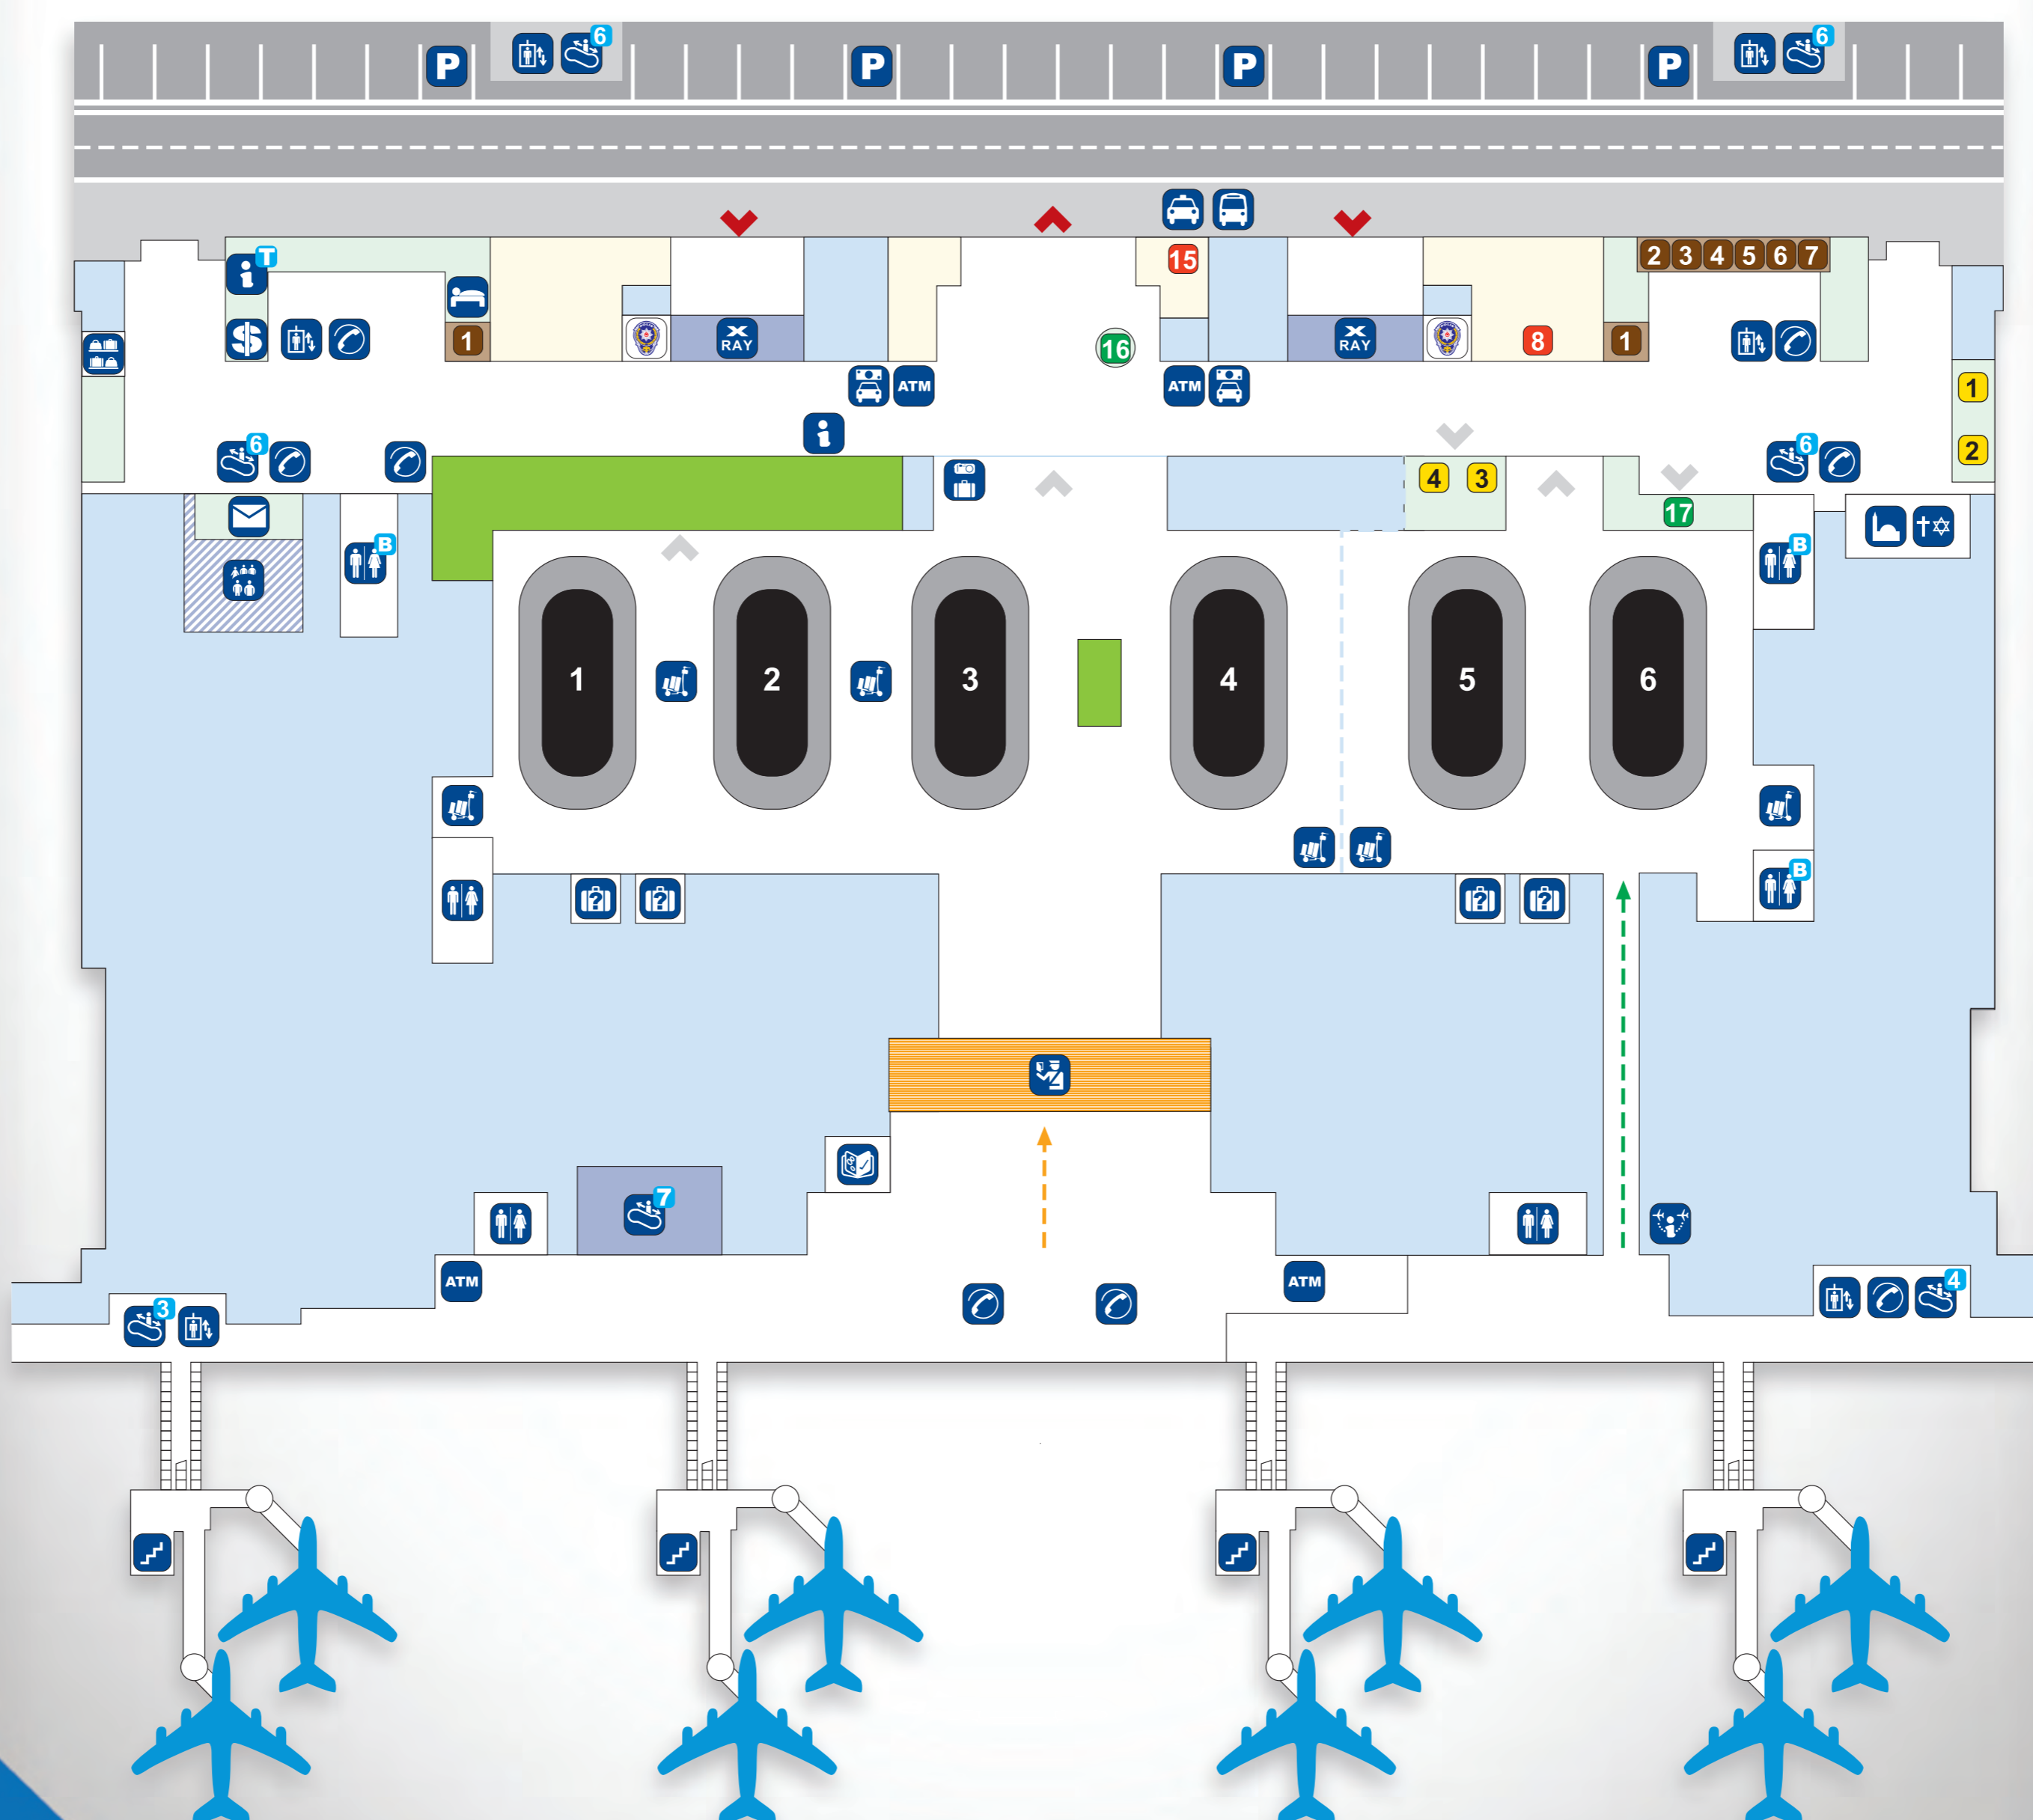 P 6 P P P 6
T
15
2 3 4 5 6 7
$ 1 X RAY 16 X RAY 8 1
ATM ATM 1
6 6 2
4 3
17
B B
1 2 3 4 5 6
? ? ? ? B
7
ATM ATM
3 4